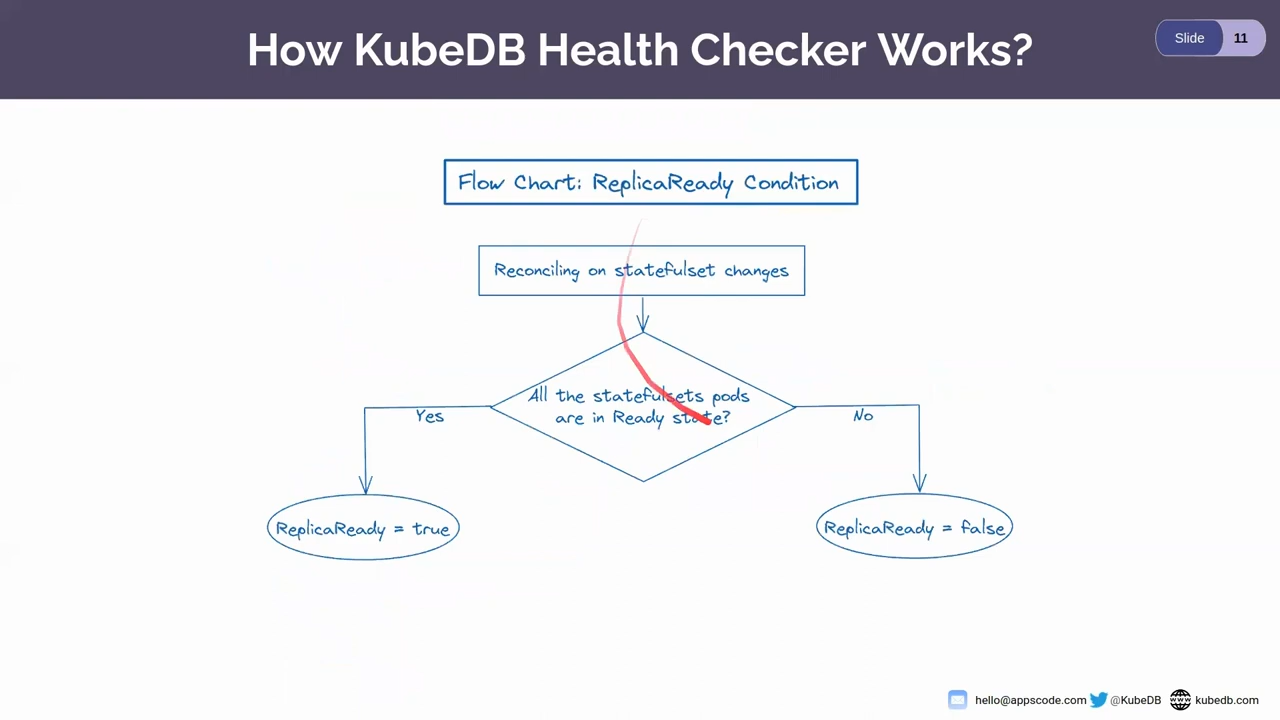 How KubeDB Health Checker Works?
Slide 11
Flow Chart: ReplicaReady Condition
Reconciling on statefulset changes
All the statefulsets pods
are in Ready state?
Yes
No
ReplicaReady = true
ReplicaReady = false
hello@appscode.com @KubeDB kubedb.com